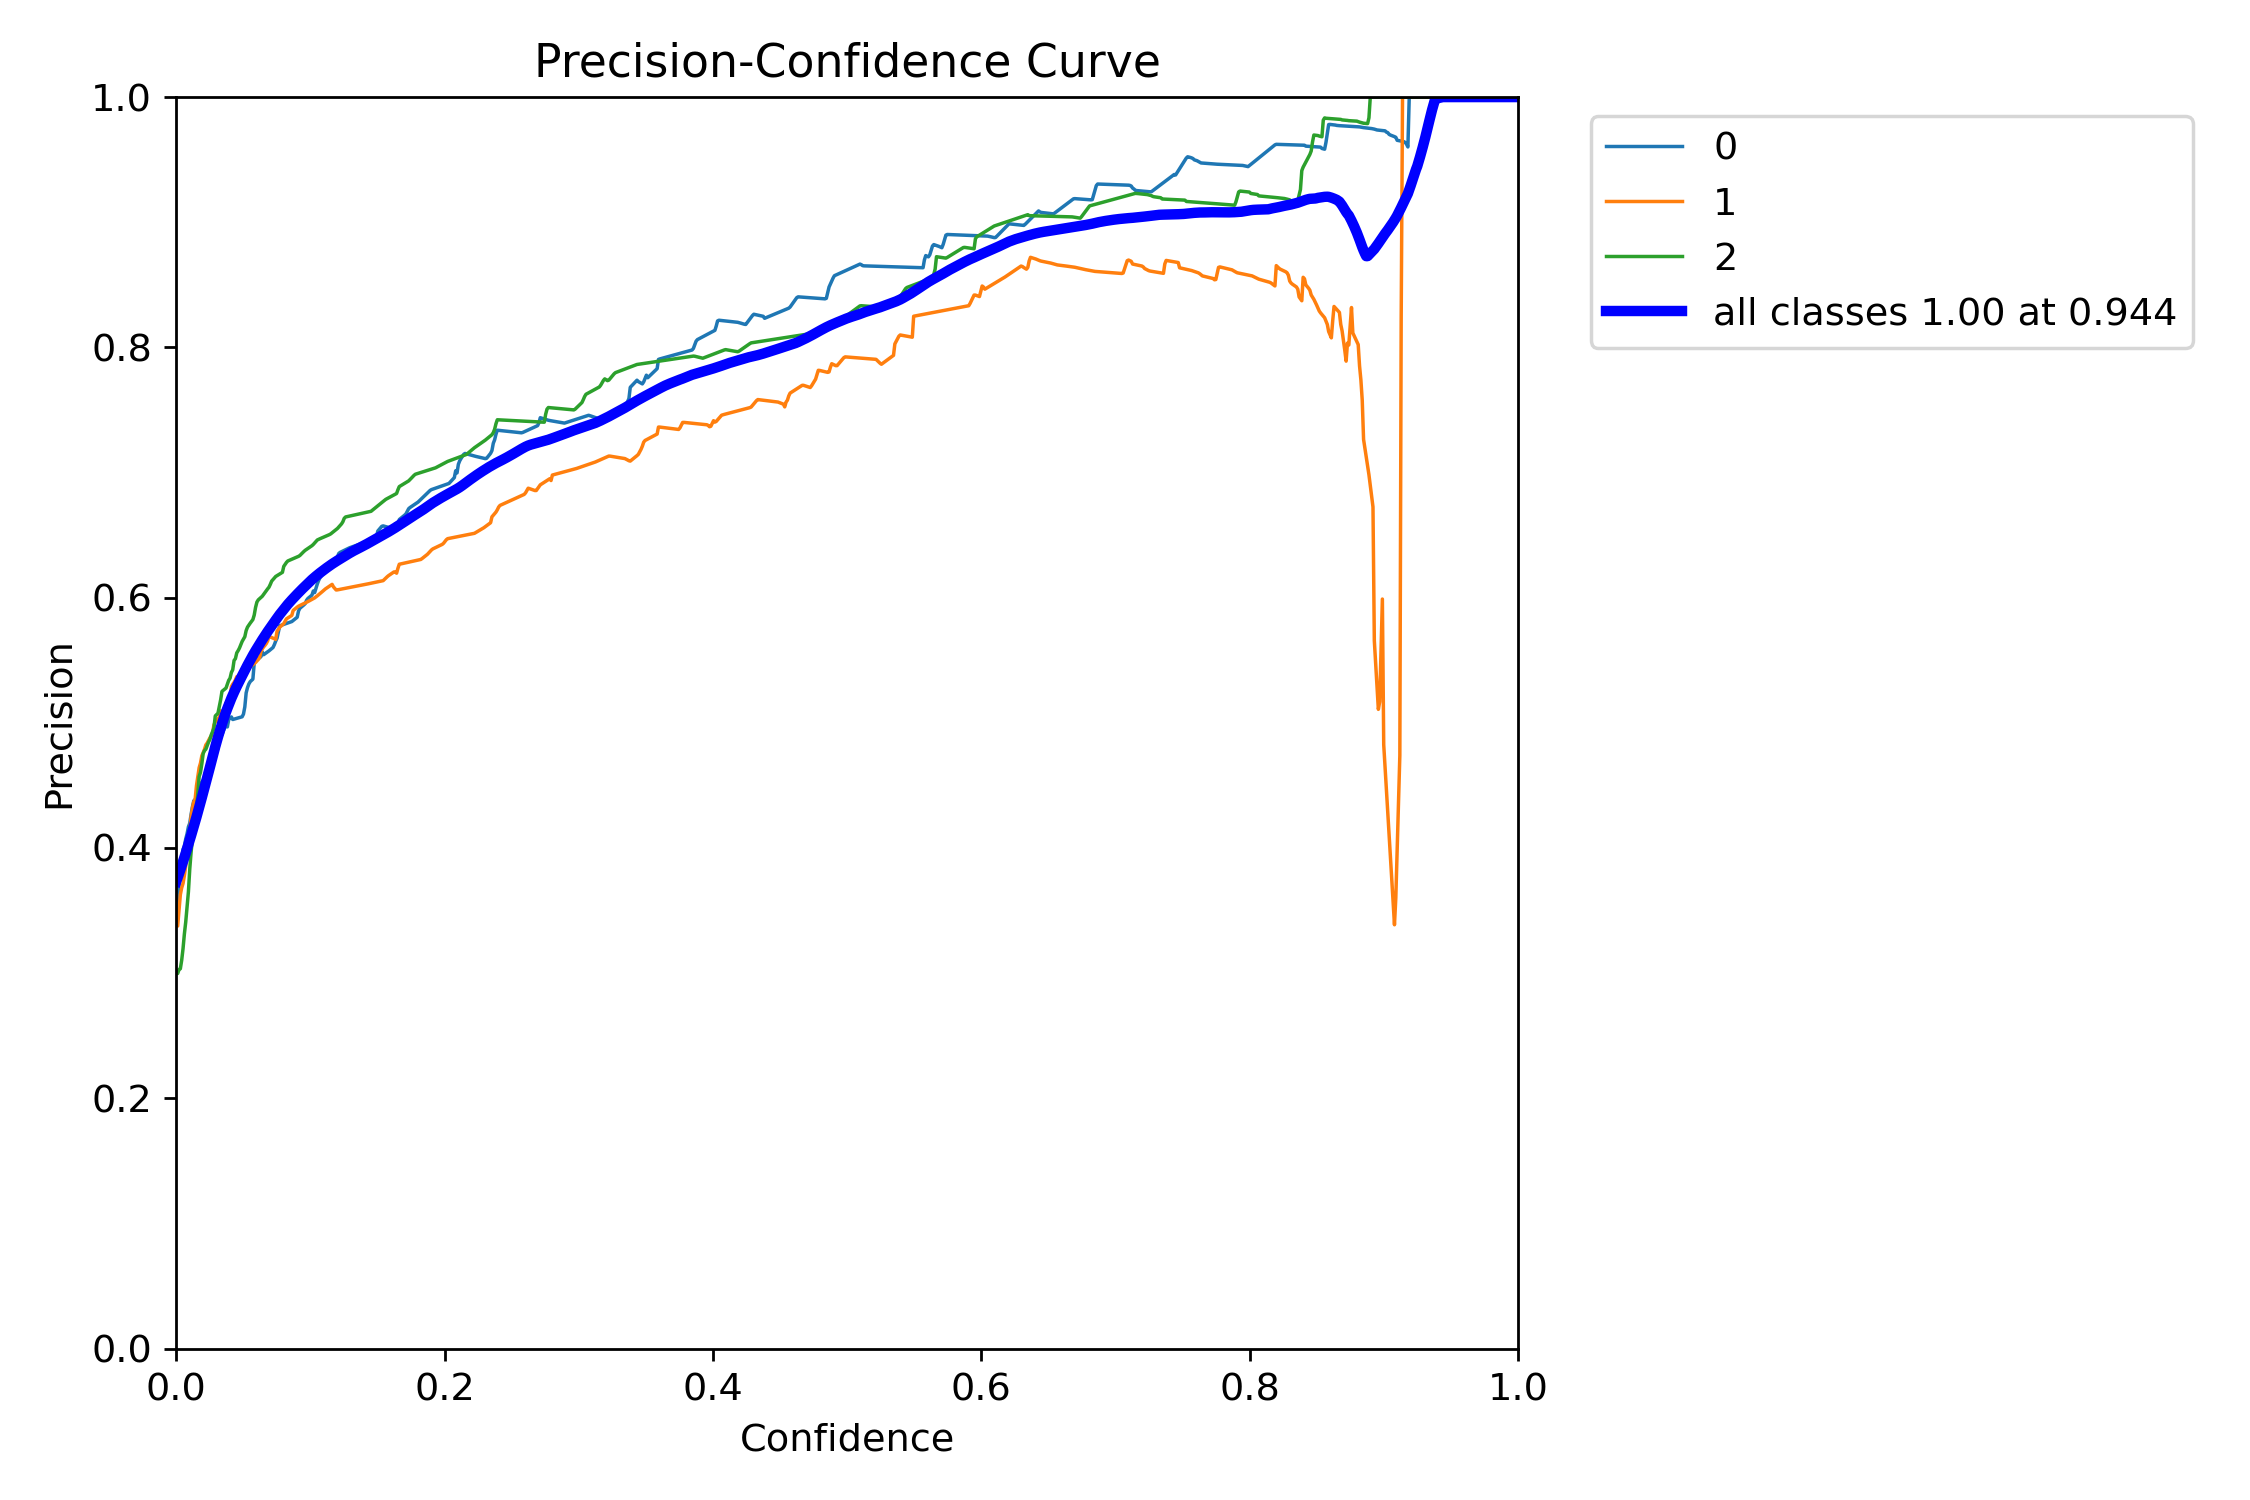 Precision-Confidence Curve
1.0
0.8
0.6
0.4
0.2
0.0
Precision
0.0 0.2 0.4 0.6 0.8 1.0
Confidence
0
1
2
all classes 1.00 at 0.944